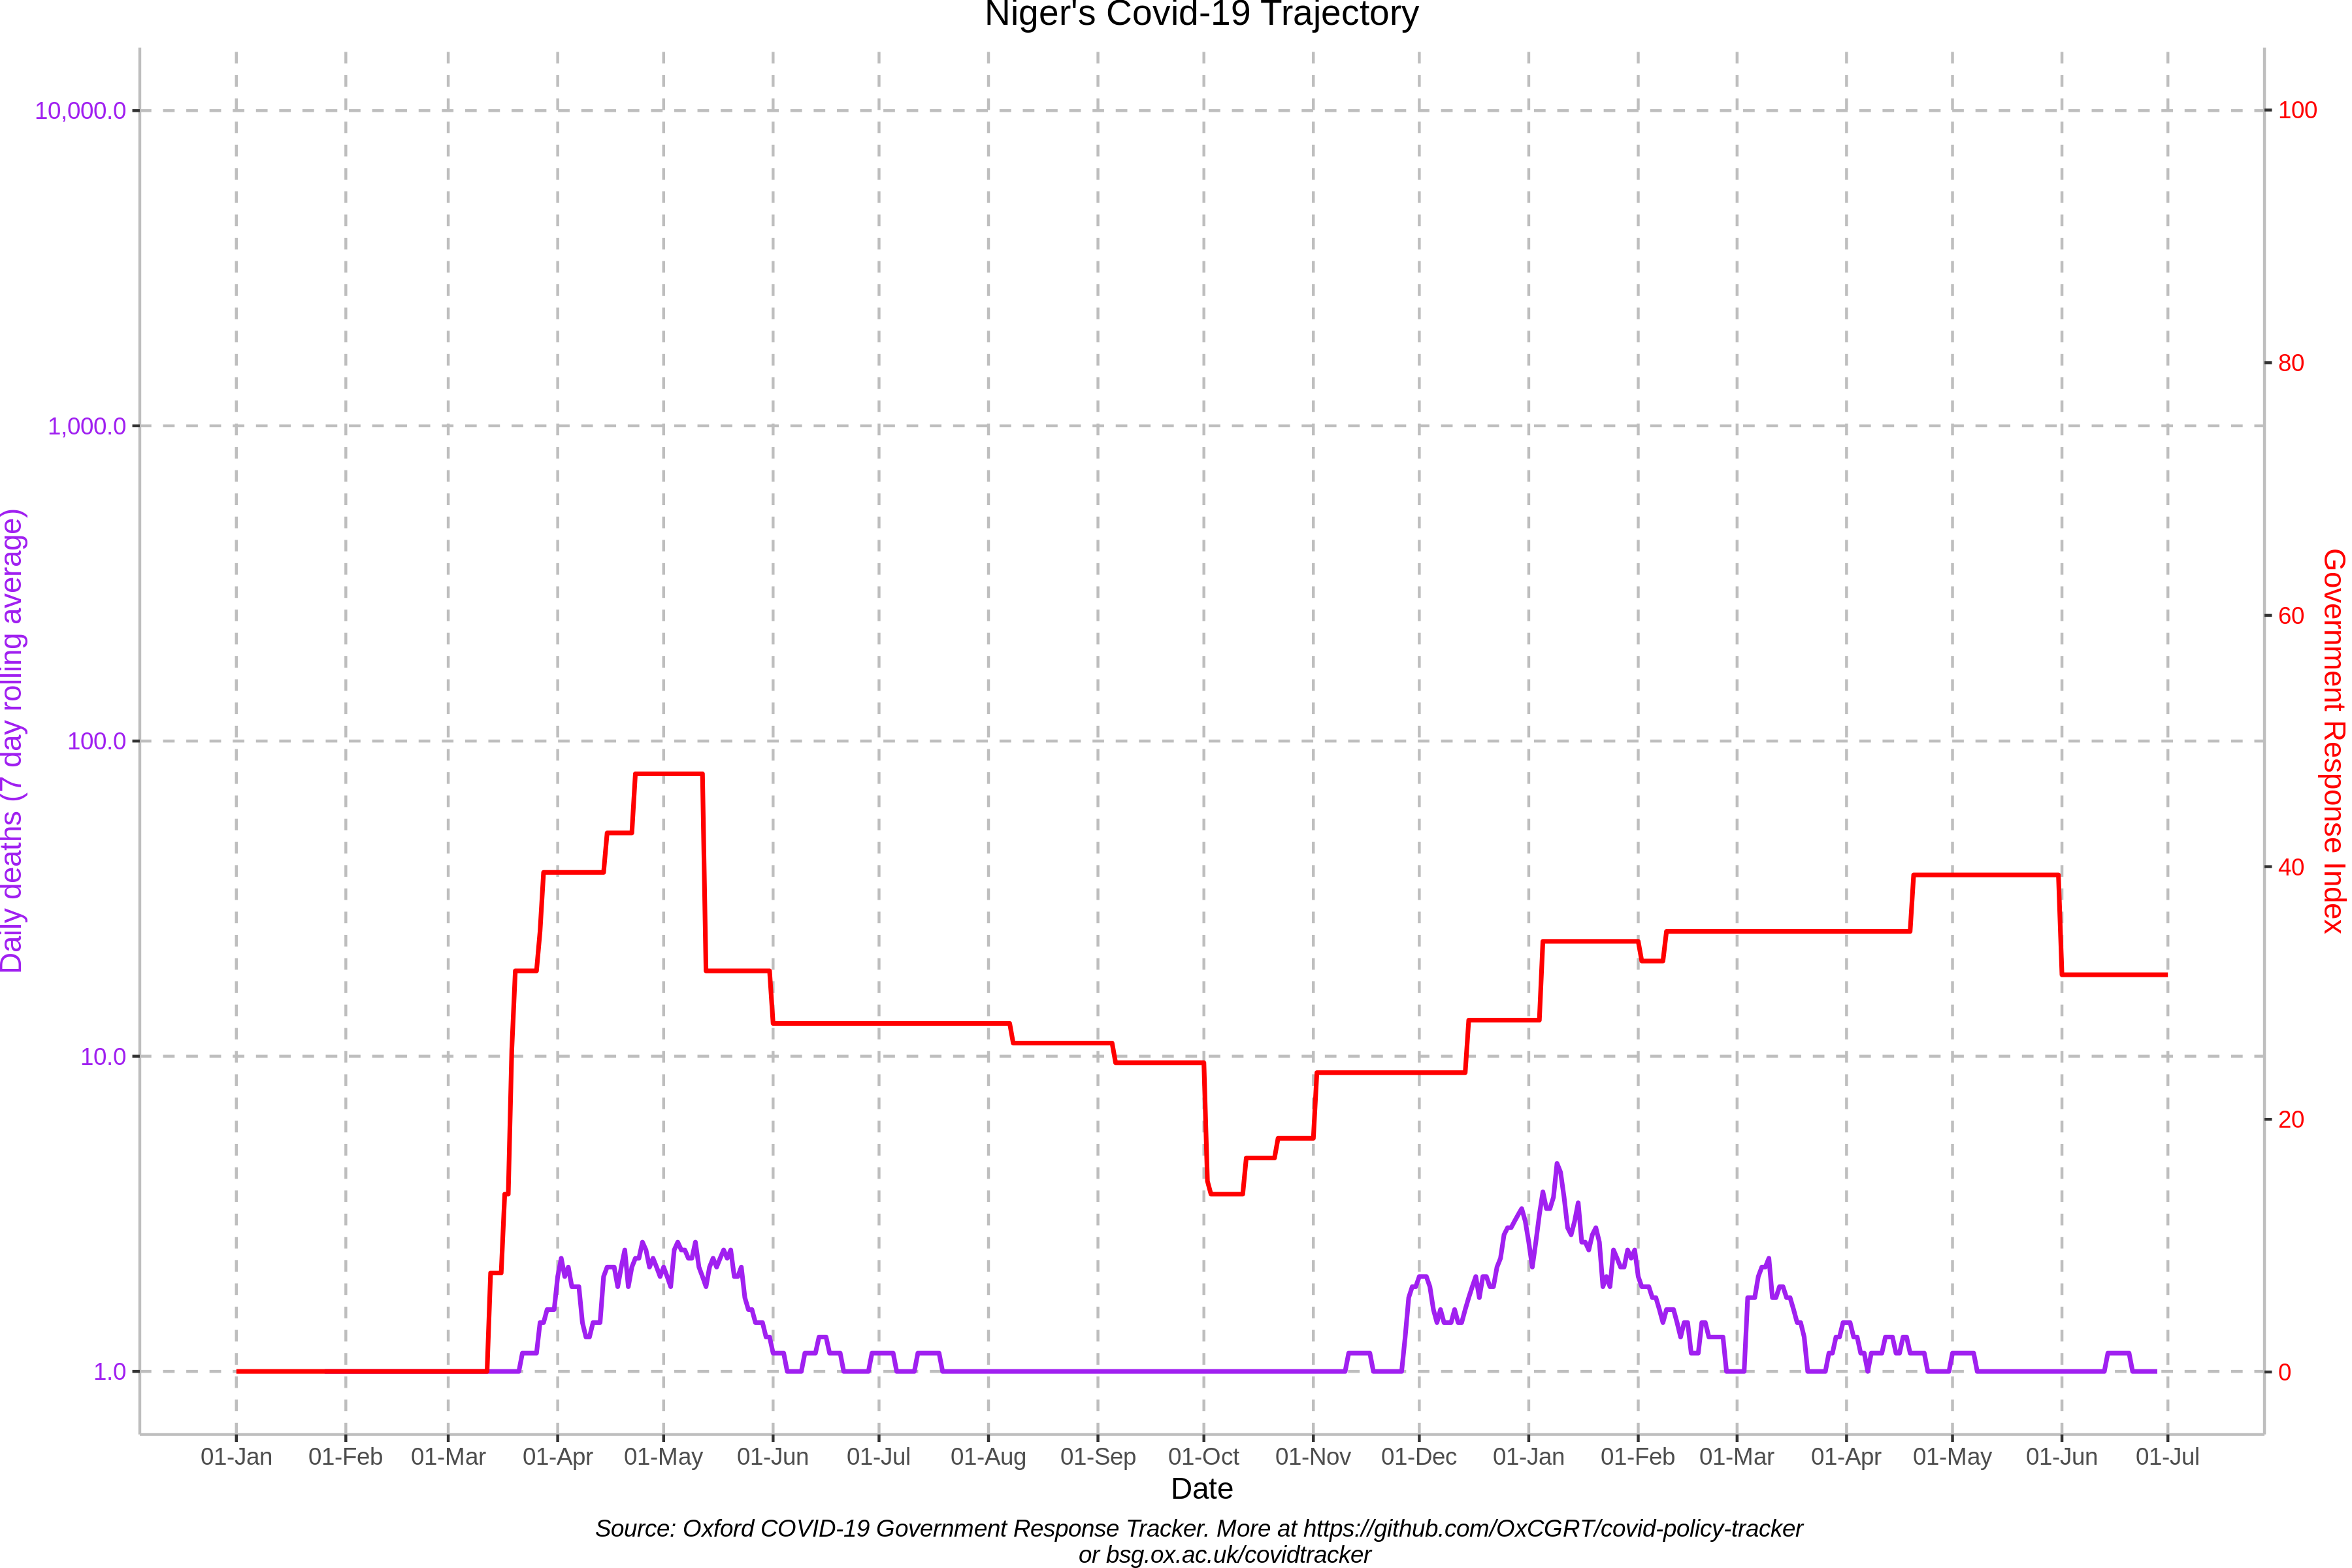 Niger's Covid-19 Trajectory
Daily deaths (7 day rolling average)
10,000.0
1,000.0
100.0
10.0
1.0
100
80
60
40
20
0
Government Response Index
01-Jan 01-Feb 01-Mar 01-Apr 01-May 01-Jun 01-Jul 01-Aug 01-Sep 01-Oct 01-Nov 01-Dec 01-Jan 01-Feb 01-Mar 01-Apr 01-May 01-Jun 01-Jul
Date
Source: Oxford COVID-19 Government Response Tracker. More at https://github.com/OxCGRT/covid-policy-tracker
or bsg.ox.ac.uk/covidtracker